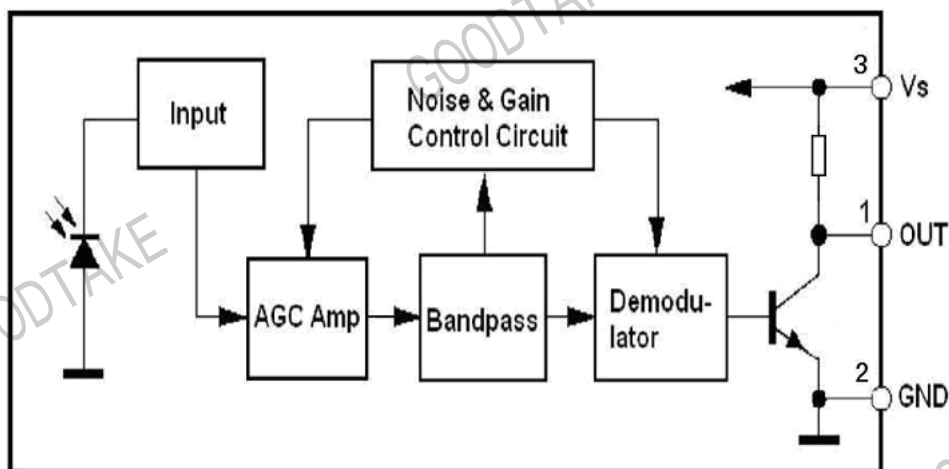 GOODTAKE
Input
Noise & Gain
Control Circuit
3
Vs
1
OUT
GOODTAKE
AGC Amp
Bandpass
Demodu-
lator
2
GND